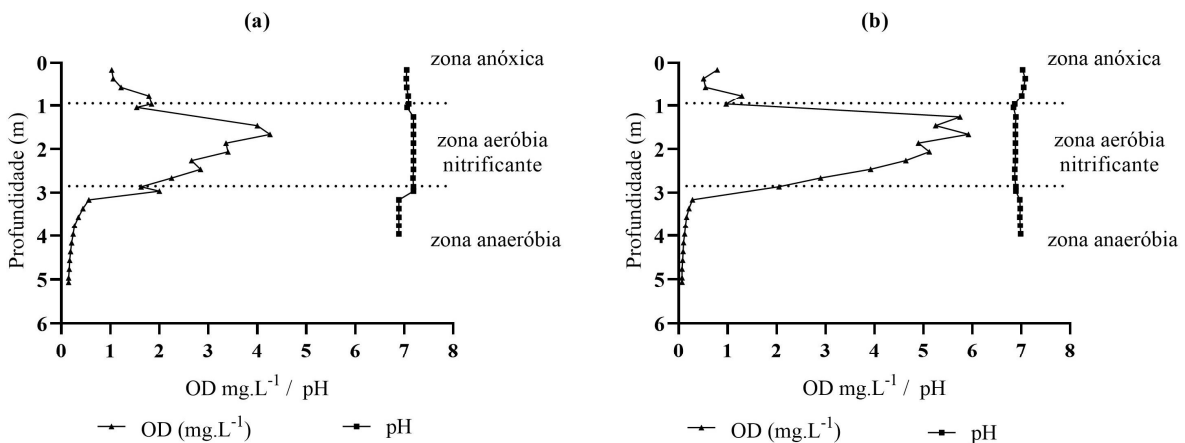 (a)
0
1
2
3
4
5
6
Profundidade (m)
zona anóxica
zona aeróbia
nitrificante
zona anaeróbia
0 1 2 3 4 5 6 7 8
OD mg.L⁻¹ / pH
OD (mg.L⁻¹) pH
(b)
0
1
2
3
4
5
6
Profundidade (m)
zona anóxica
zona aeróbia
nitrificante
zona anaeróbia
0 1 2 3 4 5 6 7 8
OD mg.L⁻¹ / pH
OD (mg.L⁻¹) pH